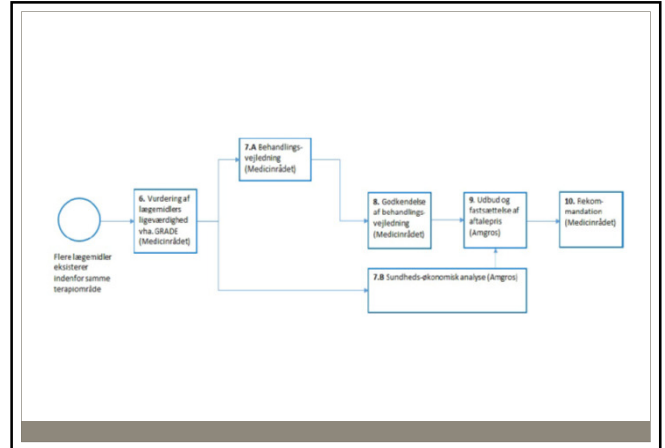 7.A Behandlings-
vejledning
(Medicinrådet)
6. Vurdering af
lægemidlers
ligeværdighed
vha. GRADE
(Medicinrådet)
8. Godkendelse
af behandlings-
vejledning
(Medicinrådet)
9. Udbud og
fastsættelse af
aftalepris
(Amgros)
10. Rekom-
mandation
(Medicinrådet)
Flere lægemidler
eksisterer
indenfor samme
terapiområde
7.B Sundheds-økonomisk analyse (Amgros)